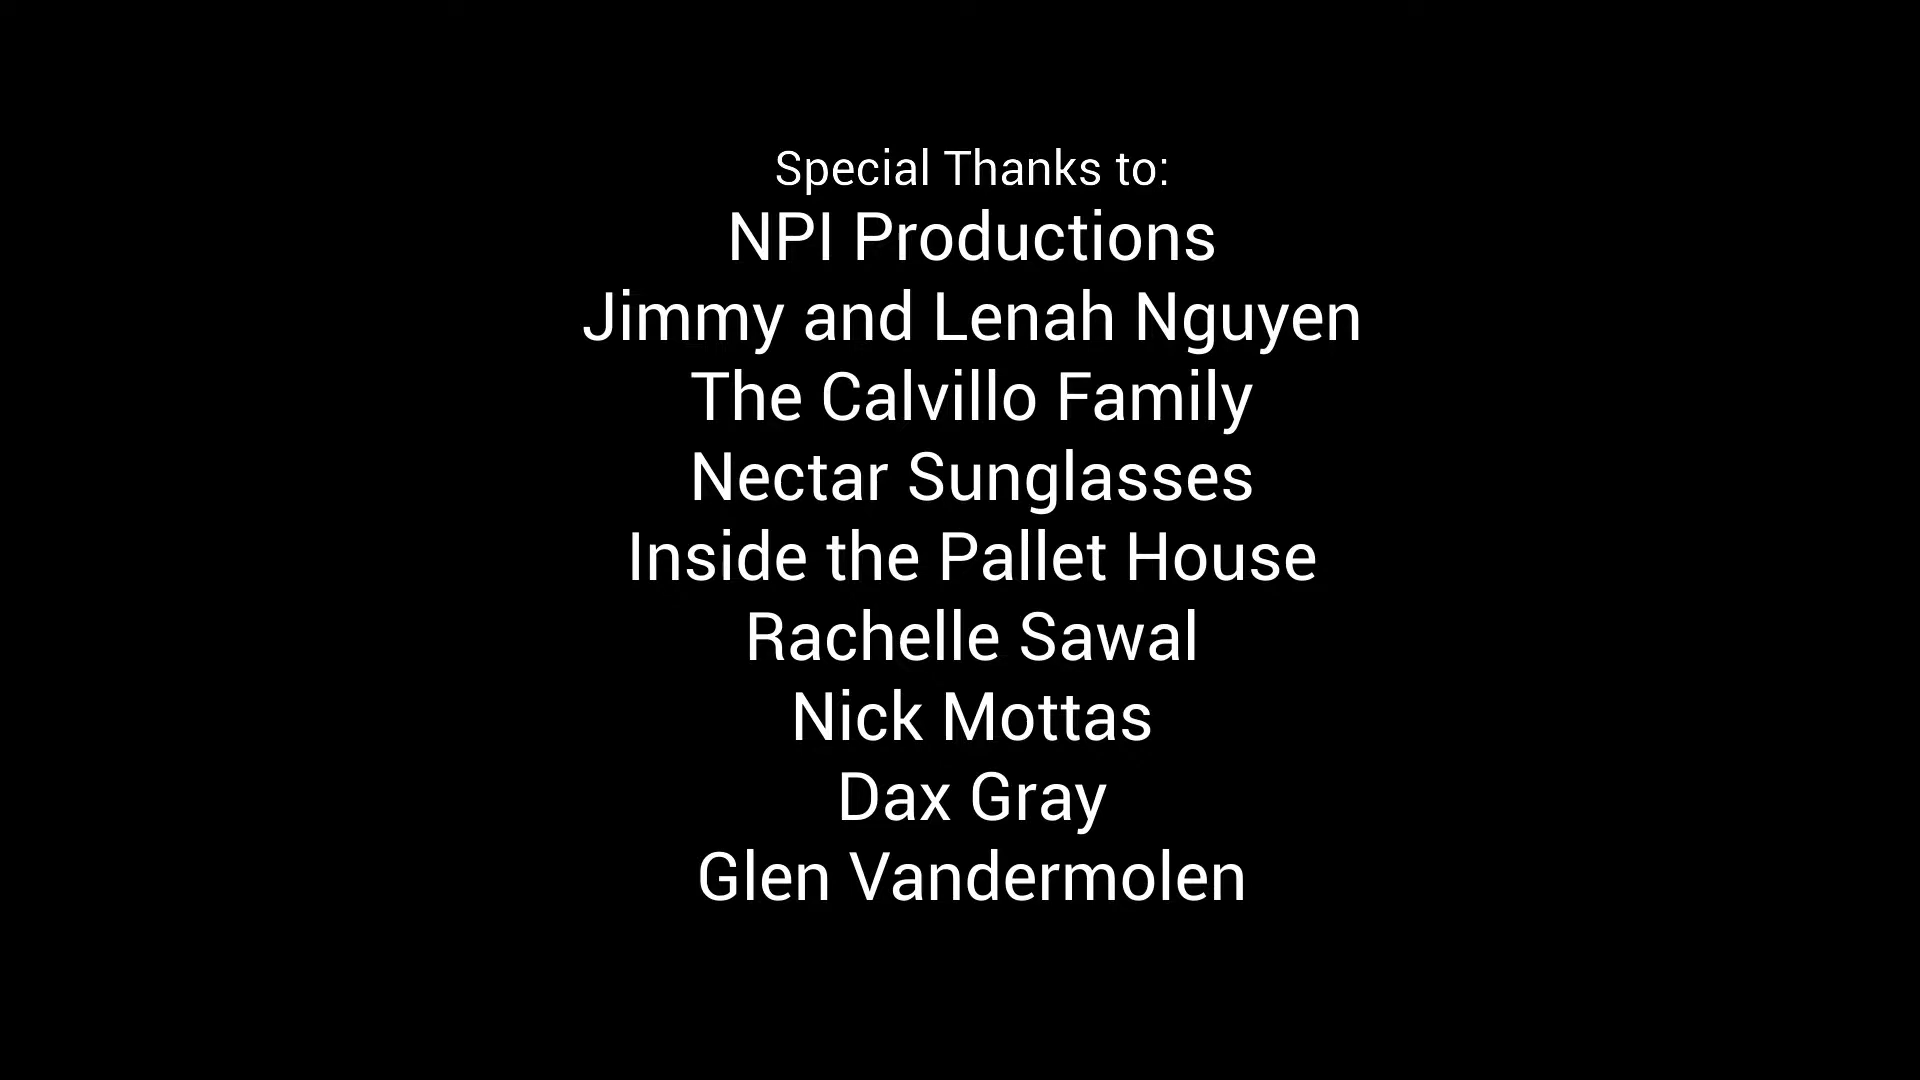 Special Thanks to:
NPI Productions
Jimmy and Lenah Nguyen
The Calvillo Family
Nectar Sunglasses
Inside the Pallet House
Rachelle Sawal
Nick Mottas
Dax Gray
Glen Vandermolen